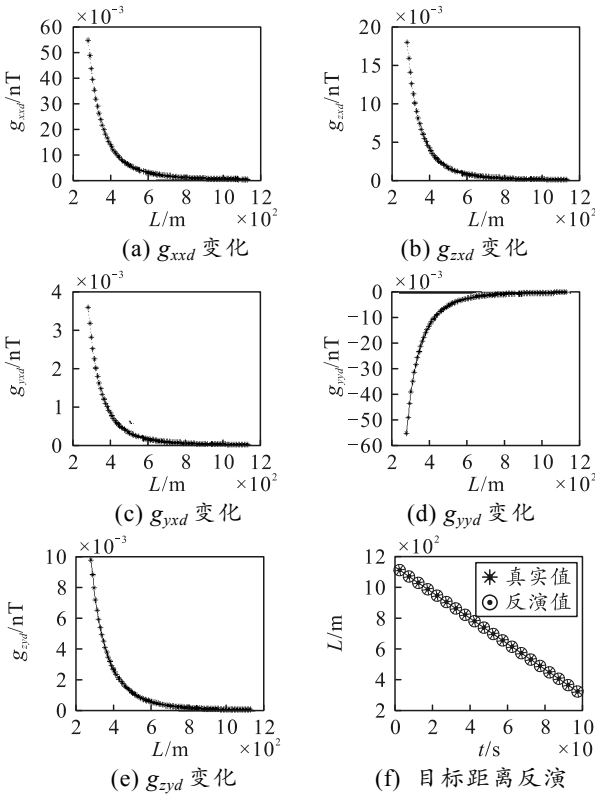 ×10⁻³
60
50
40
30
20
10
0
g_xxd/nT
2 4 6 8 10 12
L/m ×10²
(a) g_xxd 变化
×10⁻³
20
15
10
5
0
g_zxd/nT
2 4 6 8 10 12
L/m ×10²
(b) g_zxd 变化
×10⁻³
4
3
2
1
0
g_yxd/nT
2 4 6 8 10 12
L/m ×10²
(c) g_yxd 变化
×10⁻³
0
−10
−20
−30
−40
−50
−60
g_yyd/nT
2 4 6 8 10 12
L/m ×10²
(d) g_yyd 变化
×10⁻³
10
8
6
4
2
0
g_zyd/nT
2 4 6 8 10 12
L/m ×10²
(e) g_zyd 变化
×10²
12
10
8
6
4
2
L/m
真实值
反演值
0 2 4 6 8 10
t/s ×10
(f) 目标距离反演